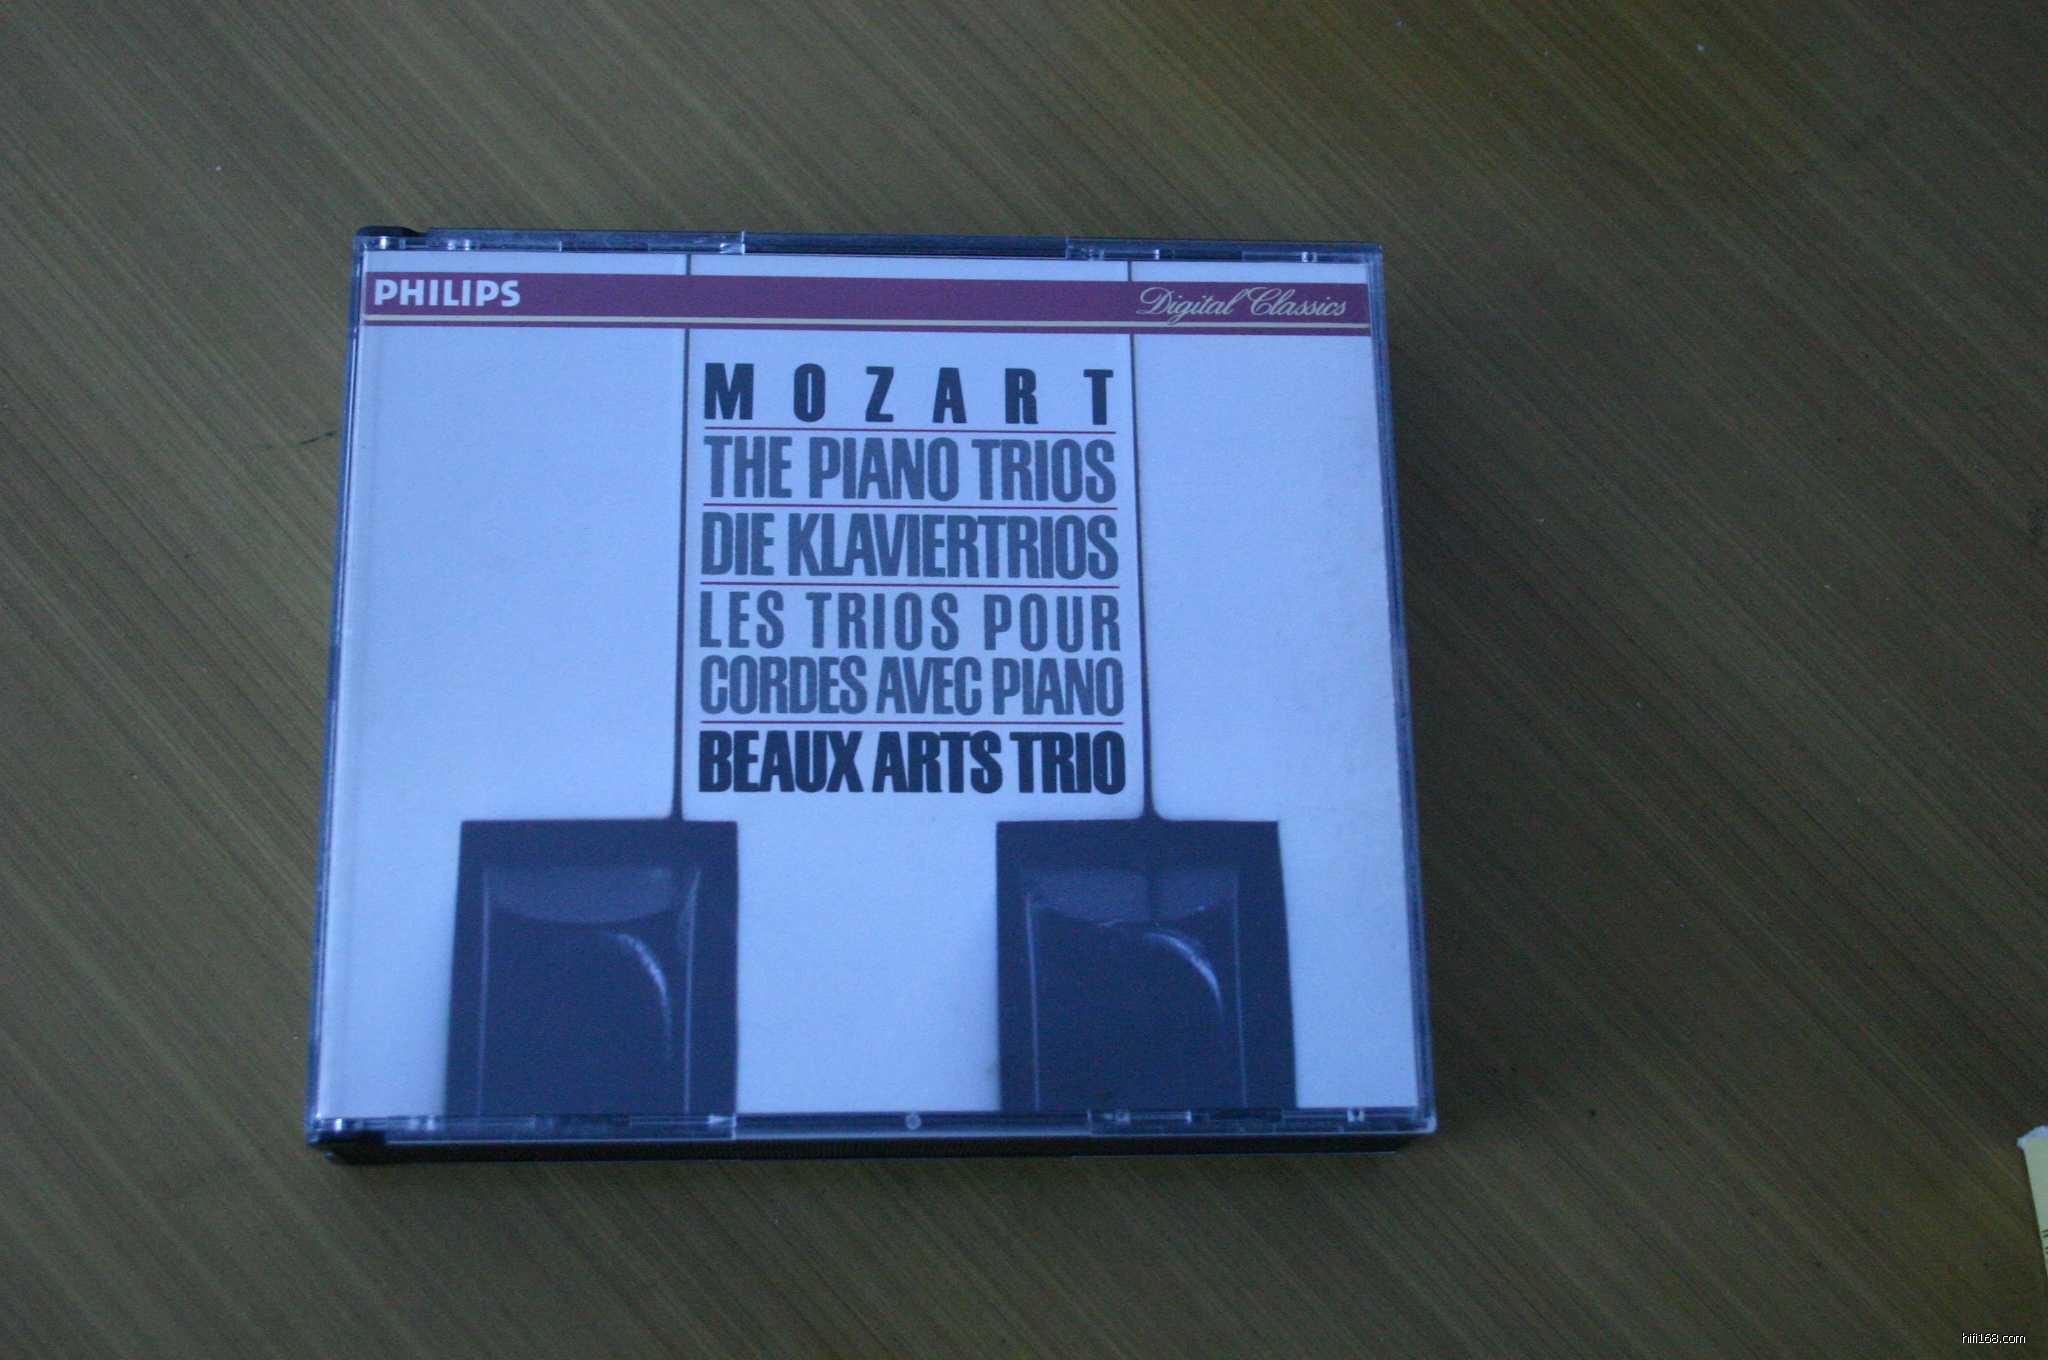 PHILIPS
Digital Classics
MOZART
THE PIANO TRIOS
DIE KLAVIERTRIOS
LES TRIOS POUR
CORDES AVEC PIANO
BEAUX ARTS TRIO
hifi168.com